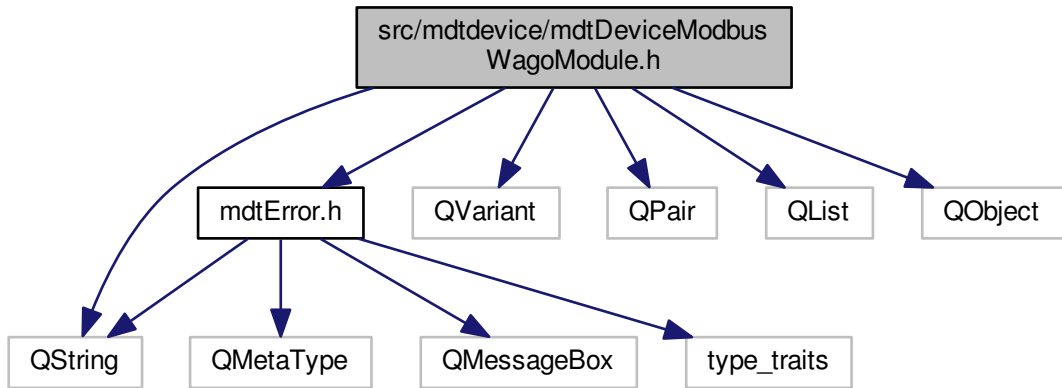 src/mdtdevice/mdtDeviceModbus
WagoModule.h
mdtError.h
QVariant
QPair
QList
QObject
QString
QMetaType
QMessageBox
type_traits